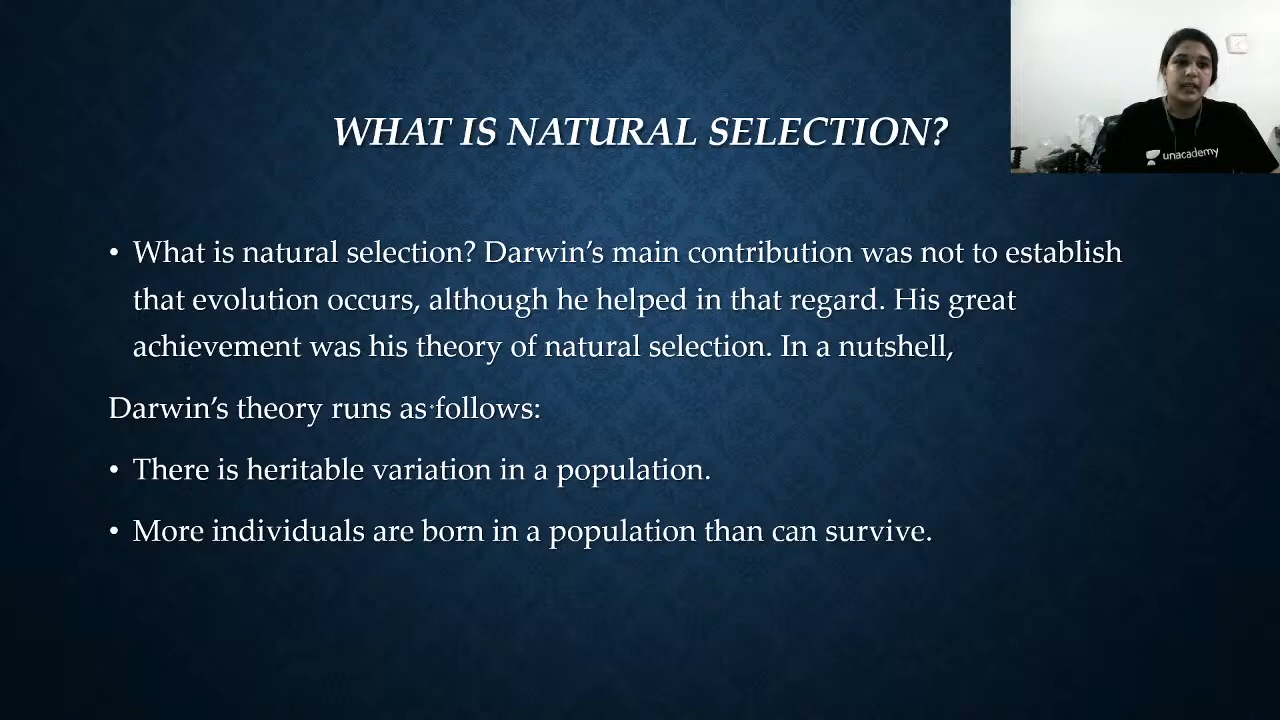 WHAT IS NATURAL SELECTION?
unacademy
• What is natural selection? Darwin's main contribution was not to establish
that evolution occurs, although he helped in that regard. His great
achievement was his theory of natural selection. In a nutshell,
Darwin's theory runs as follows:
• There is heritable variation in a population.
• More individuals are born in a population than can survive.